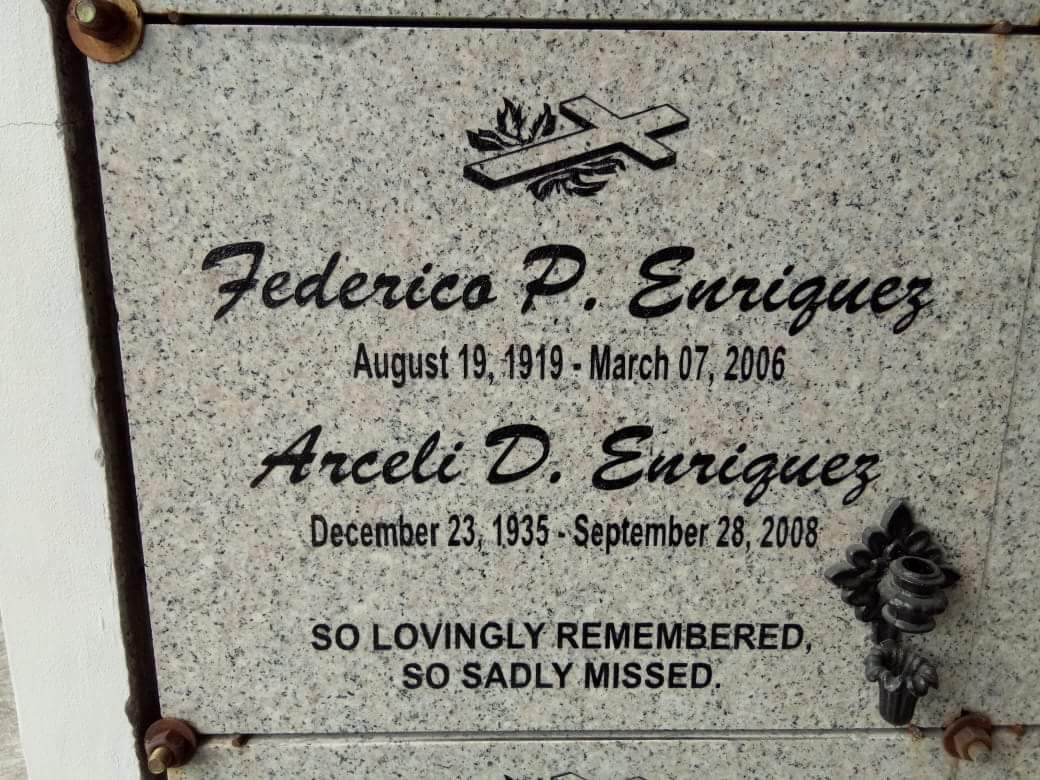 Federico P. Enriquez
August 19, 1919 - March 07, 2006
Arceli D. Enriquez
December 23, 1935 - September 28, 2008
SO LOVINGLY REMEMBERED,
SO SADLY MISSED.